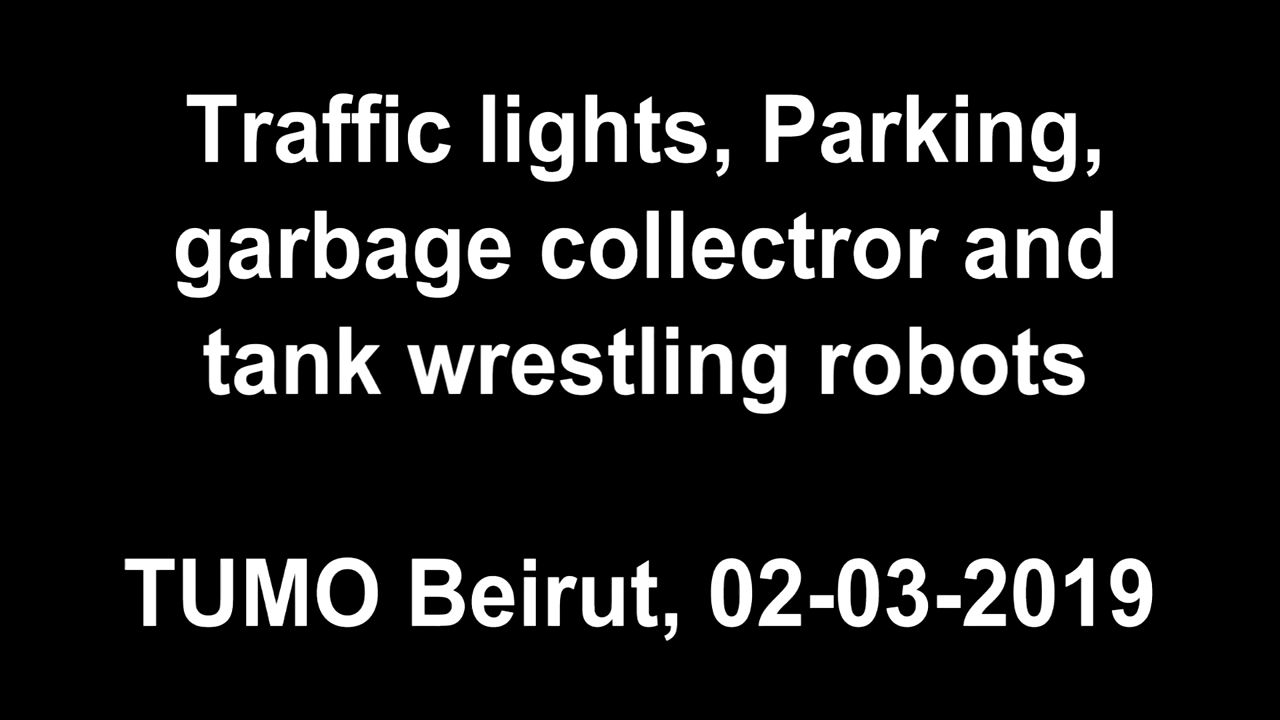 Traffic lights, Parking,
garbage collectror and
tank wrestling robots
TUMO Beirut, 02-03-2019